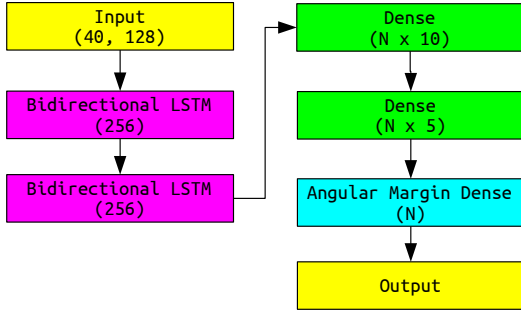 Input
(40, 128)
Bidirectional LSTM
(256)
Bidirectional LSTM
(256)
Dense
(N x 10)
Dense
(N x 5)
Angular Margin Dense
(N)
Output